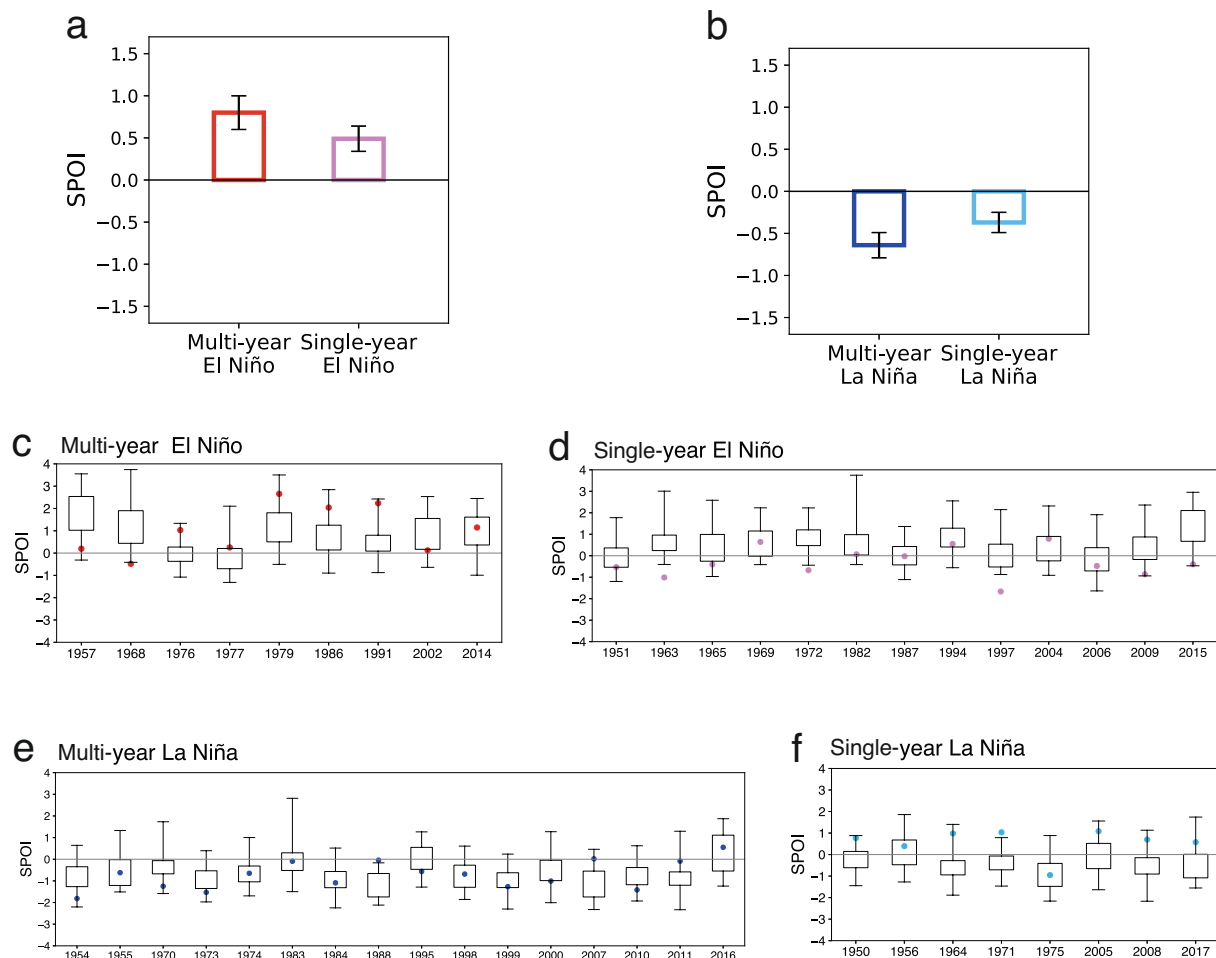 a
b
1.5
1.0
0.5
0.0
−0.5
−1.0
−1.5
SPOI
Multi-year
El Niño
Single-year
El Niño
1.5
1.0
0.5
0.0
−0.5
−1.0
−1.5
SPOI
Multi-year
La Niña
Single-year
La Niña
c Multi-year El Niño
4
3
2
1
0
−1
−2
−3
−4
SPOI
1957 1968 1976 1977 1979 1986 1991 2002 2014
d Single-year El Niño
4
3
2
1
0
−1
−2
−3
−4
SPOI
1951 1963 1965 1969 1972 1982 1987 1994 1997 2004 2006 2009 2015
e Multi-year La Niña
4
3
2
1
0
−1
−2
−3
−4
SPOI
1954 1955 1970 1973 1974 1983 1984 1988 1995 1998 1999 2000 2007 2010 2011 2016
f Single-year La Niña
4
3
2
1
0
−1
−2
−3
−4
SPOI
1950 1956 1964 1971 1975 2005 2008 2017